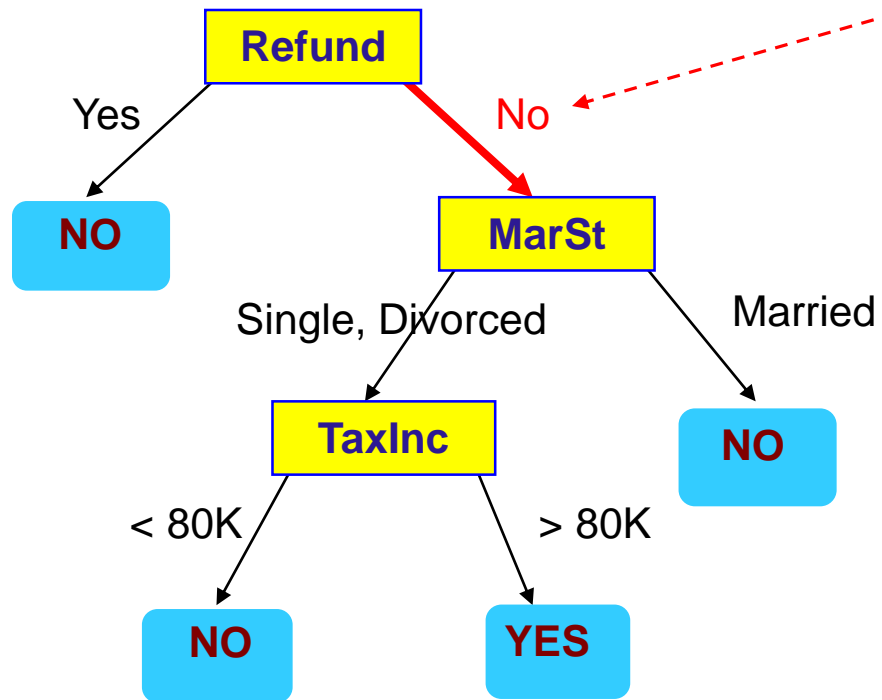 Refund
Yes
No
NO
MarSt
Single, Divorced
Married
TaxInc
NO
< 80K
> 80K
NO
YES